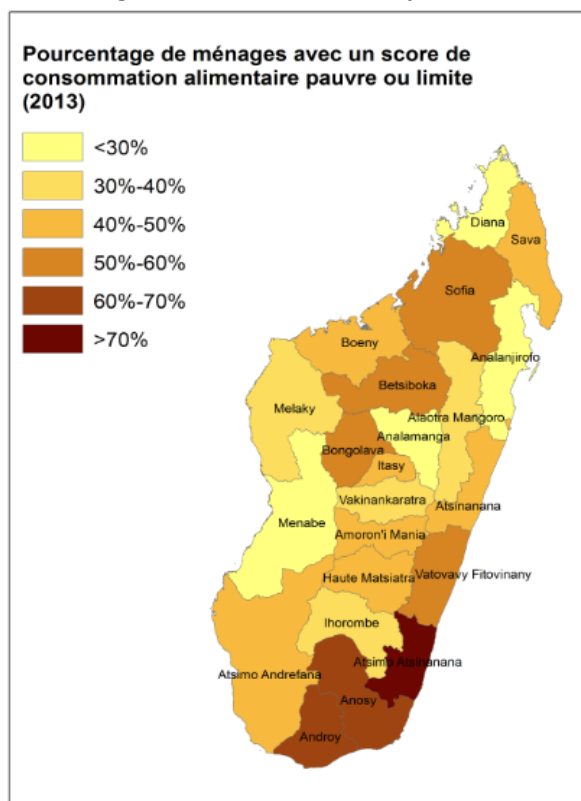 Pourcentage de ménages avec un score de
consommation alimentaire pauvre ou limite
(2013)
<30%
30%-40%
40%-50%
50%-60%
60%-70%
>70%
Diana
Sava
Sofia
Boeny
Analanjirofo
Betsiboka
Melaky
Alaotra Mangoro
Analamanga
Bongolava
Itasy
Vakinankaratra
Atsinanana
Menabe
Amoron'i Mania
Haute Matsiatra
Vatovavy Fitovinany
Ihorombe
Atsimo Atsinanana
Atsimo Andrefana
Anosy
Androy